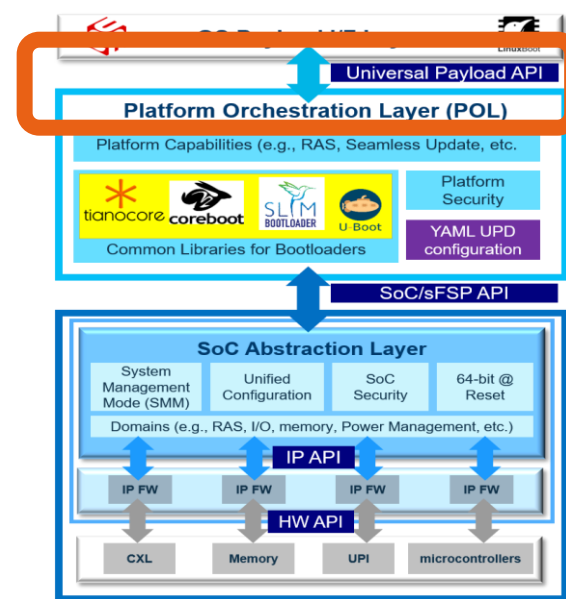 LinuxBoot
Universal Payload API
Platform Orchestration Layer (POL)
Platform Capabilities (e.g., RAS, Seamless Update, etc.
tianocore coreboot SLIM BOOTLOADER U-Boot
Common Libraries for Bootloaders
Platform
Security
YAML UPD
configuration
SoC/sFSP API
SoC Abstraction Layer
System
Management
Mode (SMM)
Unified
Configuration
SoC
Security
64-bit @
Reset
Domains (e.g., RAS, I/O, memory, Power Management, etc.)
IP API
IP FW IP FW IP FW IP FW
HW API
CXL Memory UPI microcontrollers